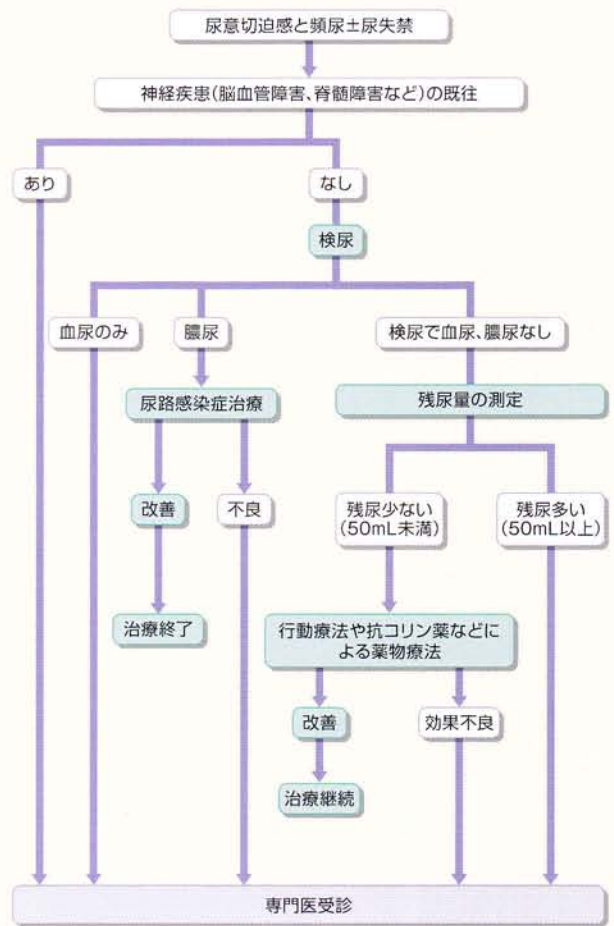 尿意切迫感と頻尿±尿失禁
神経疾患(脳血管障害、脊髄障害など)の既往
あり
なし
検尿
血尿のみ
膿尿
検尿で血尿、膿尿なし
尿路感染症治療
残尿量の測定
改善
不良
残尿少ない
(50mL未満)
残尿多い
(50mL以上)
治療終了
行動療法や抗コリン薬などに
よる薬物療法
改善
効果不良
治療継続
専門医受診